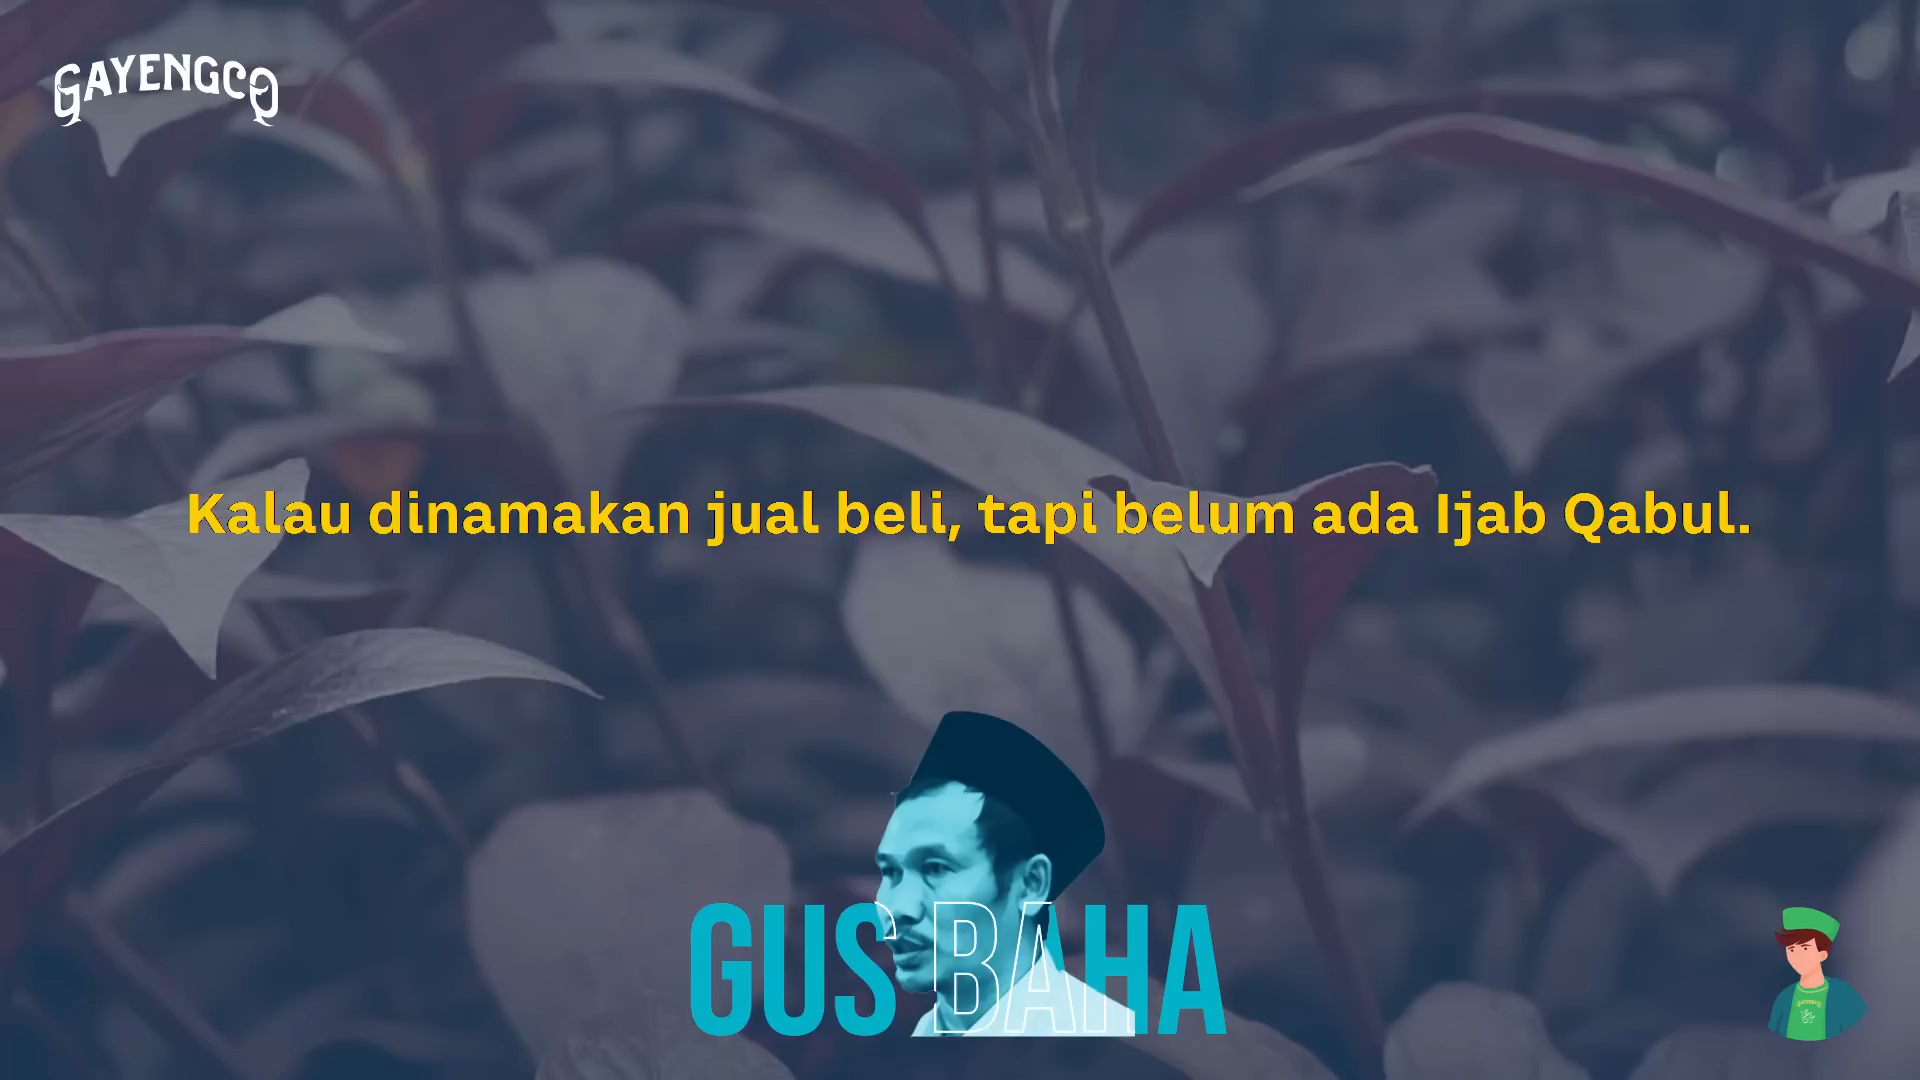 GAYENGCO
Kalau dinamakan jual beli, tapi belum ada Ijab Qabul.
GUS BAHA